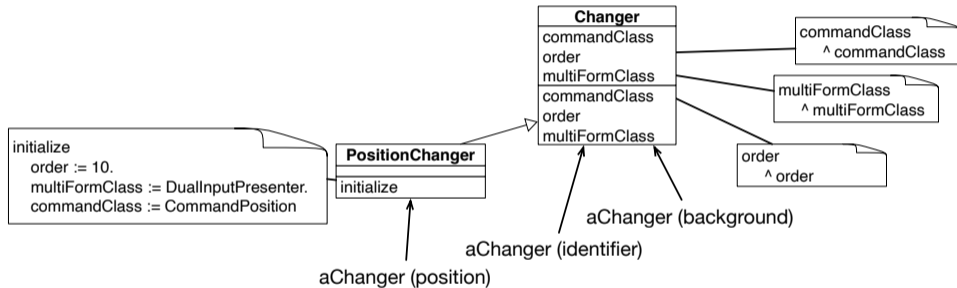 Changer
commandClass
order
multiFormClass
commandClass
order
multiFormClass
commandClass
^ commandClass
multiFormClass
^ multiFormClass
order
^ order
initialize
order := 10.
multiFormClass := DualInputPresenter.
commandClass := CommandPosition
PositionChanger
initialize
aChanger (background)
aChanger (identifier)
aChanger (position)